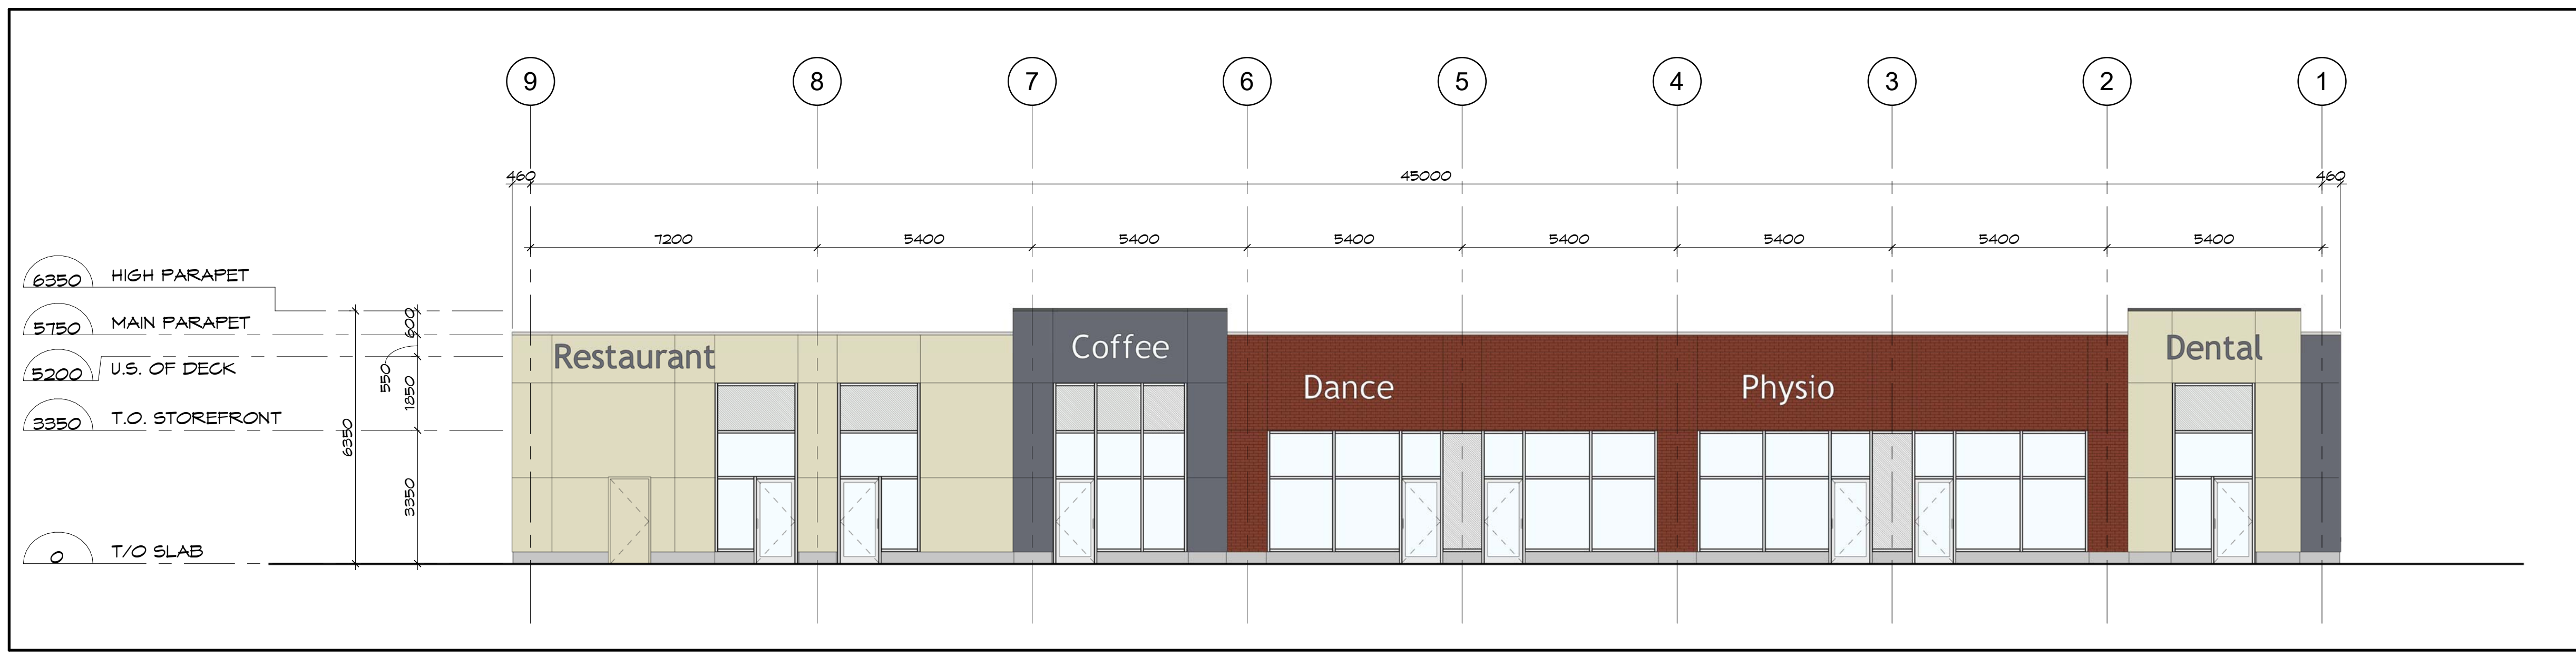 9 8 7 6 5 4 3 2 1
460 45000 460
7200 5400 5400 5400 5400 5400 5400 5400
6350 HIGH PARAPET
5750 MAIN PARAPET
5200 U.S. OF DECK
3350 T.O. STOREFRONT
0 T/O SLAB
6350
600
550
1850
3350
Restaurant
Coffee
Dance
Physio
Dental